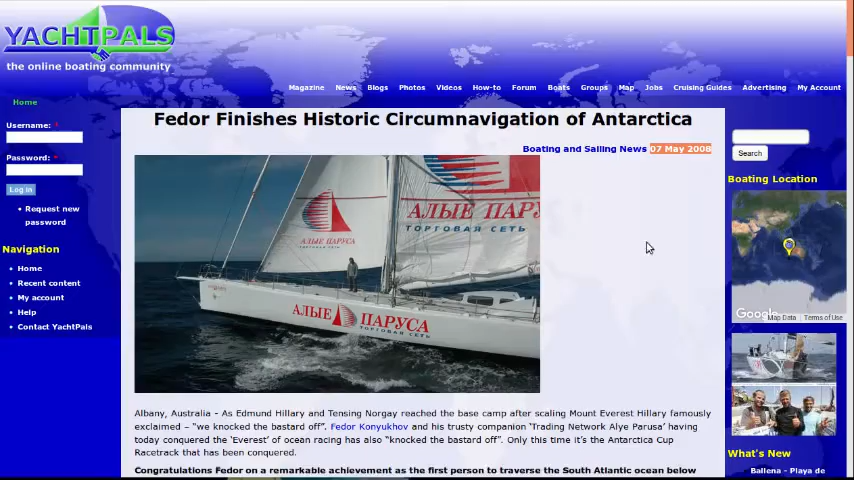 YACHTPALS
the online boating community
Magazine News Blogs Photos Videos How-to Forum Boats Groups Map Jobs Cruising Guides Advertising My Account
Home
Username: *
Password: *
Log in
Request new
password
Navigation
Home
Recent content
My account
Help
Contact YachtPals
Fedor Finishes Historic Circumnavigation of Antarctica
Boating and Sailing News 07 May 2008
АЛЫЕ ПАРУСА
ТОРГОВАЯ СЕТЬ
АЛЫЕ ПАРУ
ТОРГОВАЯ СЕТЬ
АЛЫЕ ПАРУСА
ТОРГОВАЯ СЕТЬ
Albany, Australia - As Edmund Hillary and Tensing Norgay reached the base camp after scaling Mount Everest Hillary famously
exclaimed – “we knocked the bastard off”. Fedor Konyukhov and his trusty companion ‘Trading Network Alye Parusa’ having
today conquered the ‘Everest’ of ocean racing has also “knocked the bastard off”. Only this time it’s the Antarctica Cup
Racetrack that has been conquered.
Congratulations Fedor on a remarkable achievement as the first person to traverse the South Atlantic ocean below
Search
Boating Location
Google
Map Data Terms of Use
What's New
Ballena - Playa de